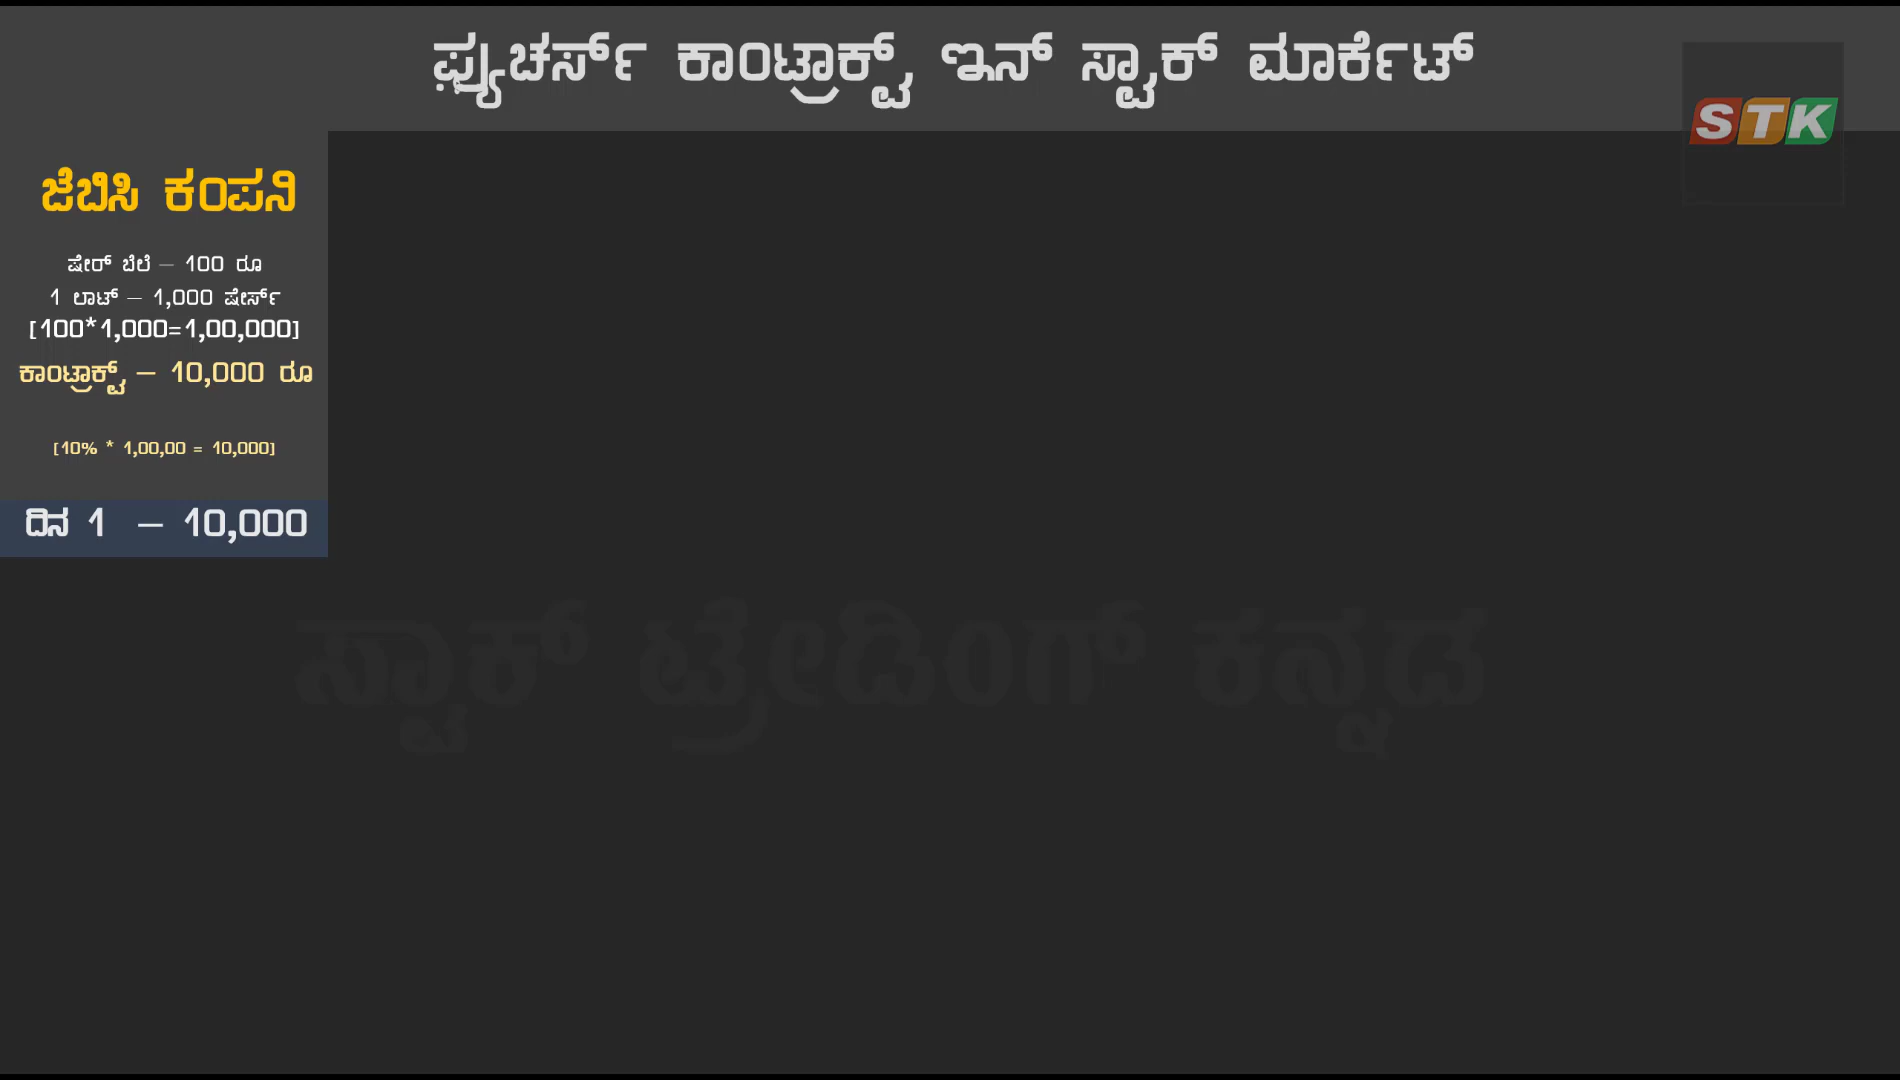 ಫ಼್ಯುಚರ್ಸ್ ಕಾಂಟ್ರಾಕ್ಟ್ ಇನ್ ಸ್ಟಾಕ್ ಮಾರ್ಕೆಟ್
STK
ಜೆಬಿಸಿ ಕಂಪನಿ
ಷೇರ್ ಬೆಲೆ – 100 ರೂ
1 ಲಾಟ್ – 1,000 ಷೇರ್ಸ್
[100*1,000=1,00,000]
ಕಾಂಟ್ರಾಕ್ಟ್ – 10,000 ರೂ
[10% * 1,00,00 = 10,000]
ದಿನ 1 – 10,000
ಸ್ಟಾಕ್ ಟ್ರೇಡಿಂಗ್ ಕನ್ನಡ